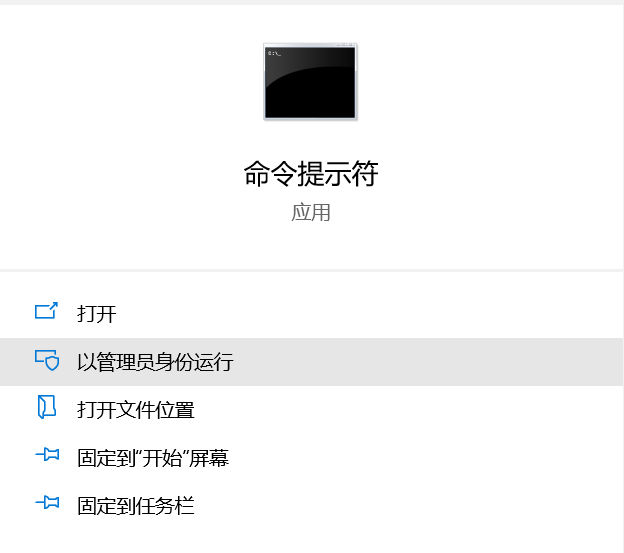 命令提示符
应用
打开
以管理员身份运行
打开文件位置
固定到“开始”屏幕
固定到任务栏